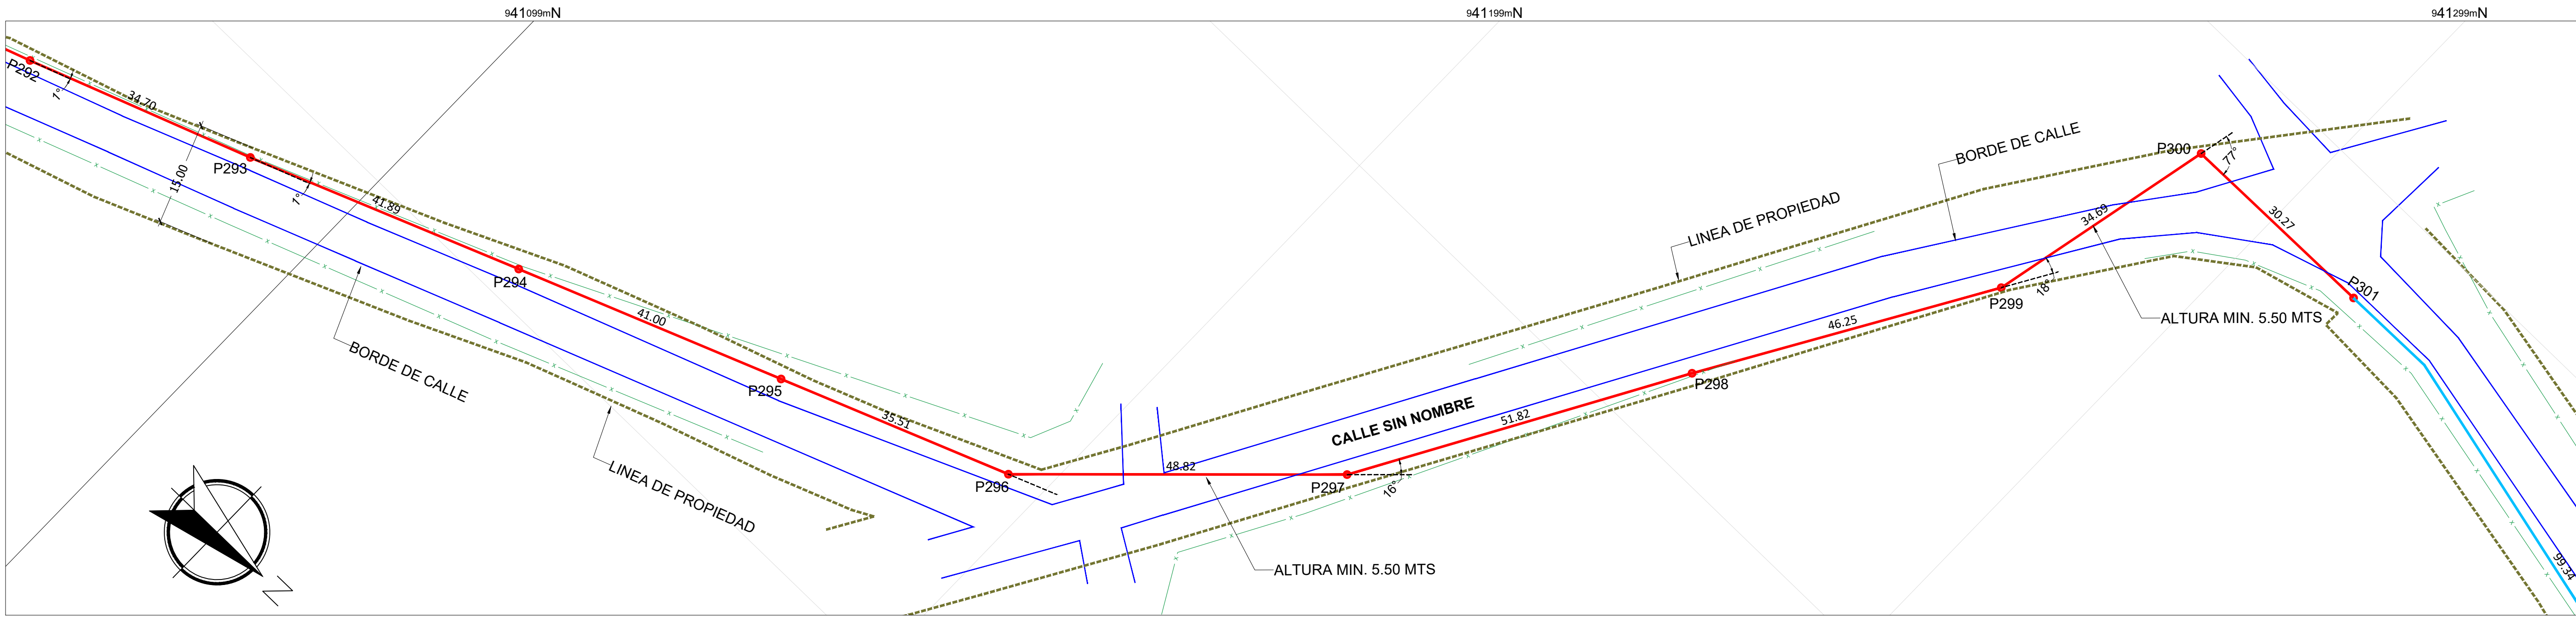 941099mN
941199mN
941299mN
P292
1°
34.70
15.00
P293
1°
41.89
P294
41.00
P295
35.51
P296
48.82
P297
16°
51.82
P298
46.25
P299
18°
34.69
P300
77°
30.27
P301
99.34
BORDE DE CALLE
LINEA DE PROPIEDAD
CALLE SIN NOMBRE
LINEA DE PROPIEDAD
BORDE DE CALLE
ALTURA MIN. 5.50 MTS
ALTURA MIN. 5.50 MTS
N